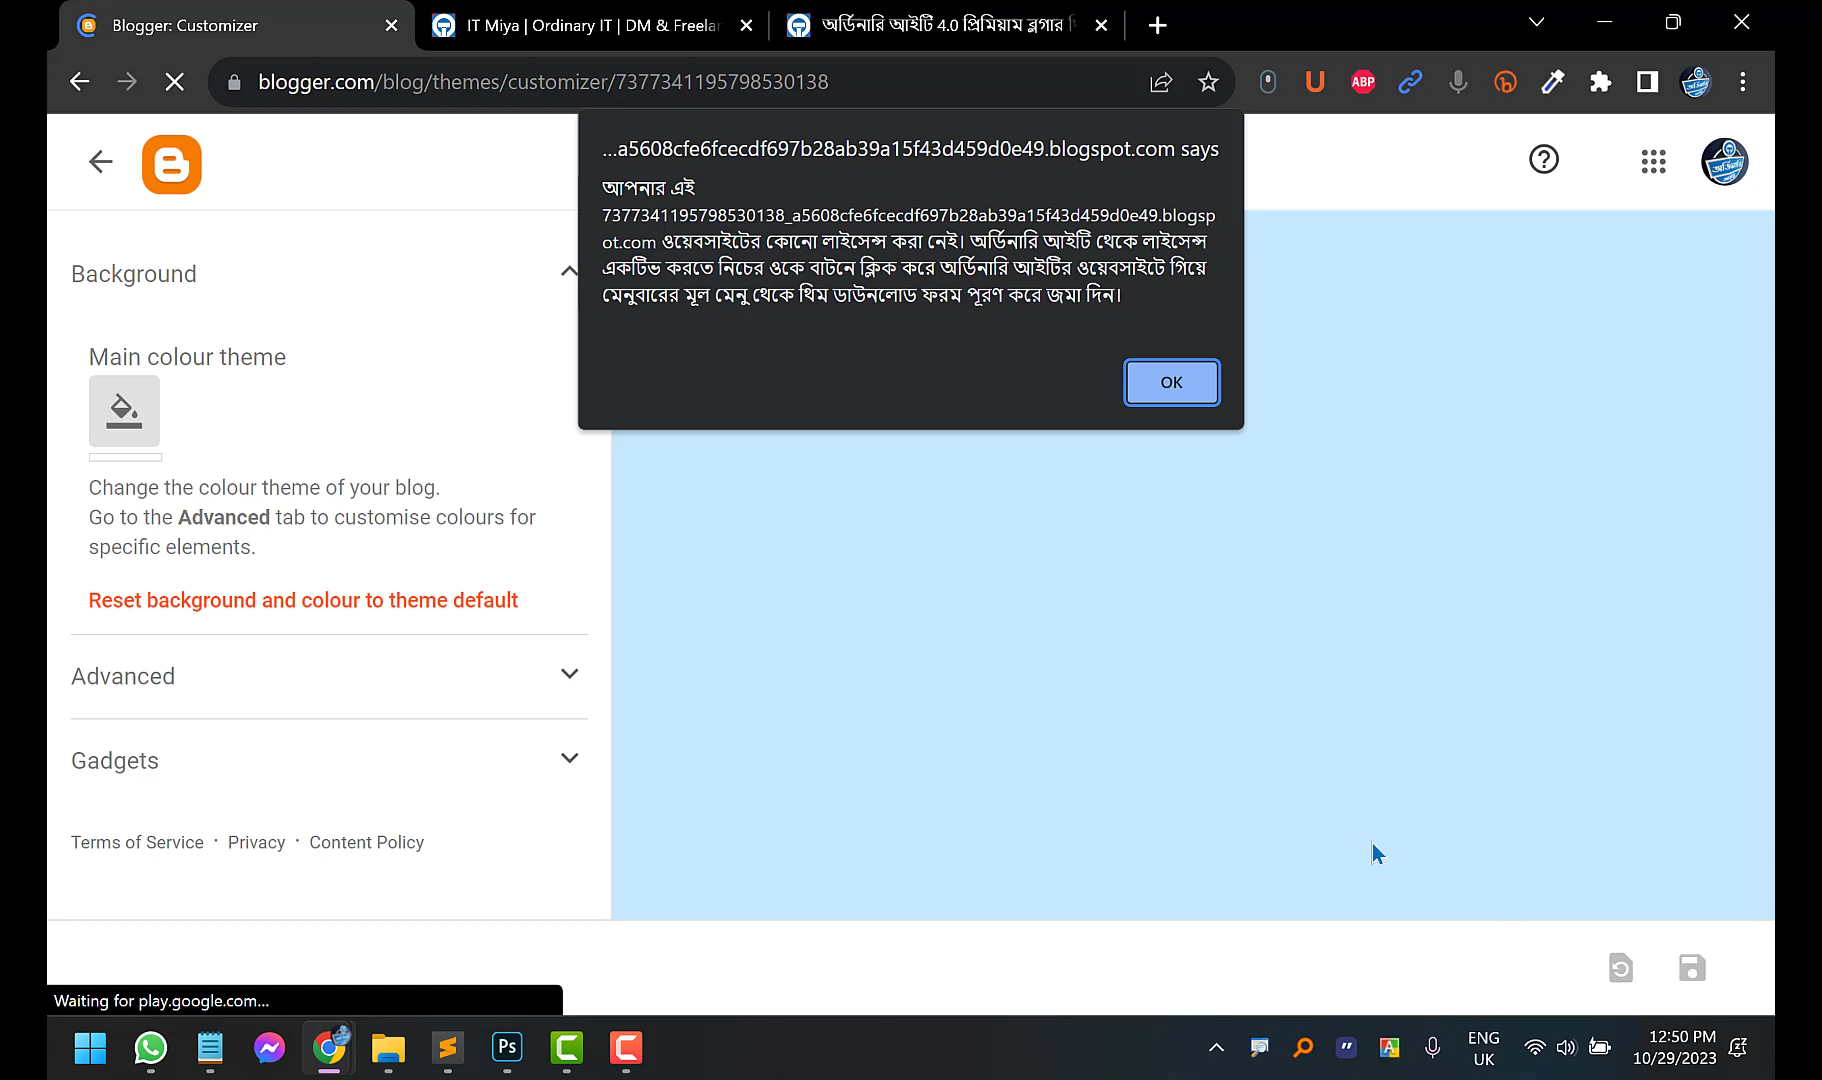 Blogger: Customizer
IT Miya | Ordinary IT | DM & Freela
অর্ডিনারি আইটি 4.0 প্রিমিয়াম ব্লগার
blogger.com/blog/themes/customizer/7377341195798530138
ABP
...a5608cfe6fcecdf697b28ab39a15f43d459d0e49.blogspot.com says
আপনার এই
7377341195798530138_a5608cfe6fcecdf697b28ab39a15f43d459d0e49.blogsp
ot.com ওয়েবসাইটের কোনো লাইসেন্স করা নেই। অর্ডিনারি আইটি থেকে লাইসেন্স
একটিভ করতে নিচের ওকে বাটনে ক্লিক করে অর্ডিনারি আইটির ওয়েবসাইটে গিয়ে
মেনুবারের মূল মেনু থেকে থিম ডাউনলোড ফরম পূরণ করে জমা দিন।
OK
Background
Main colour theme
Change the colour theme of your blog.
Go to the Advanced tab to customise colours for
specific elements.
Reset background and colour to theme default
Advanced
Gadgets
Terms of Service · Privacy · Content Policy
Waiting for play.google.com...
Ps
ENG
UK
12:50 PM
10/29/2023